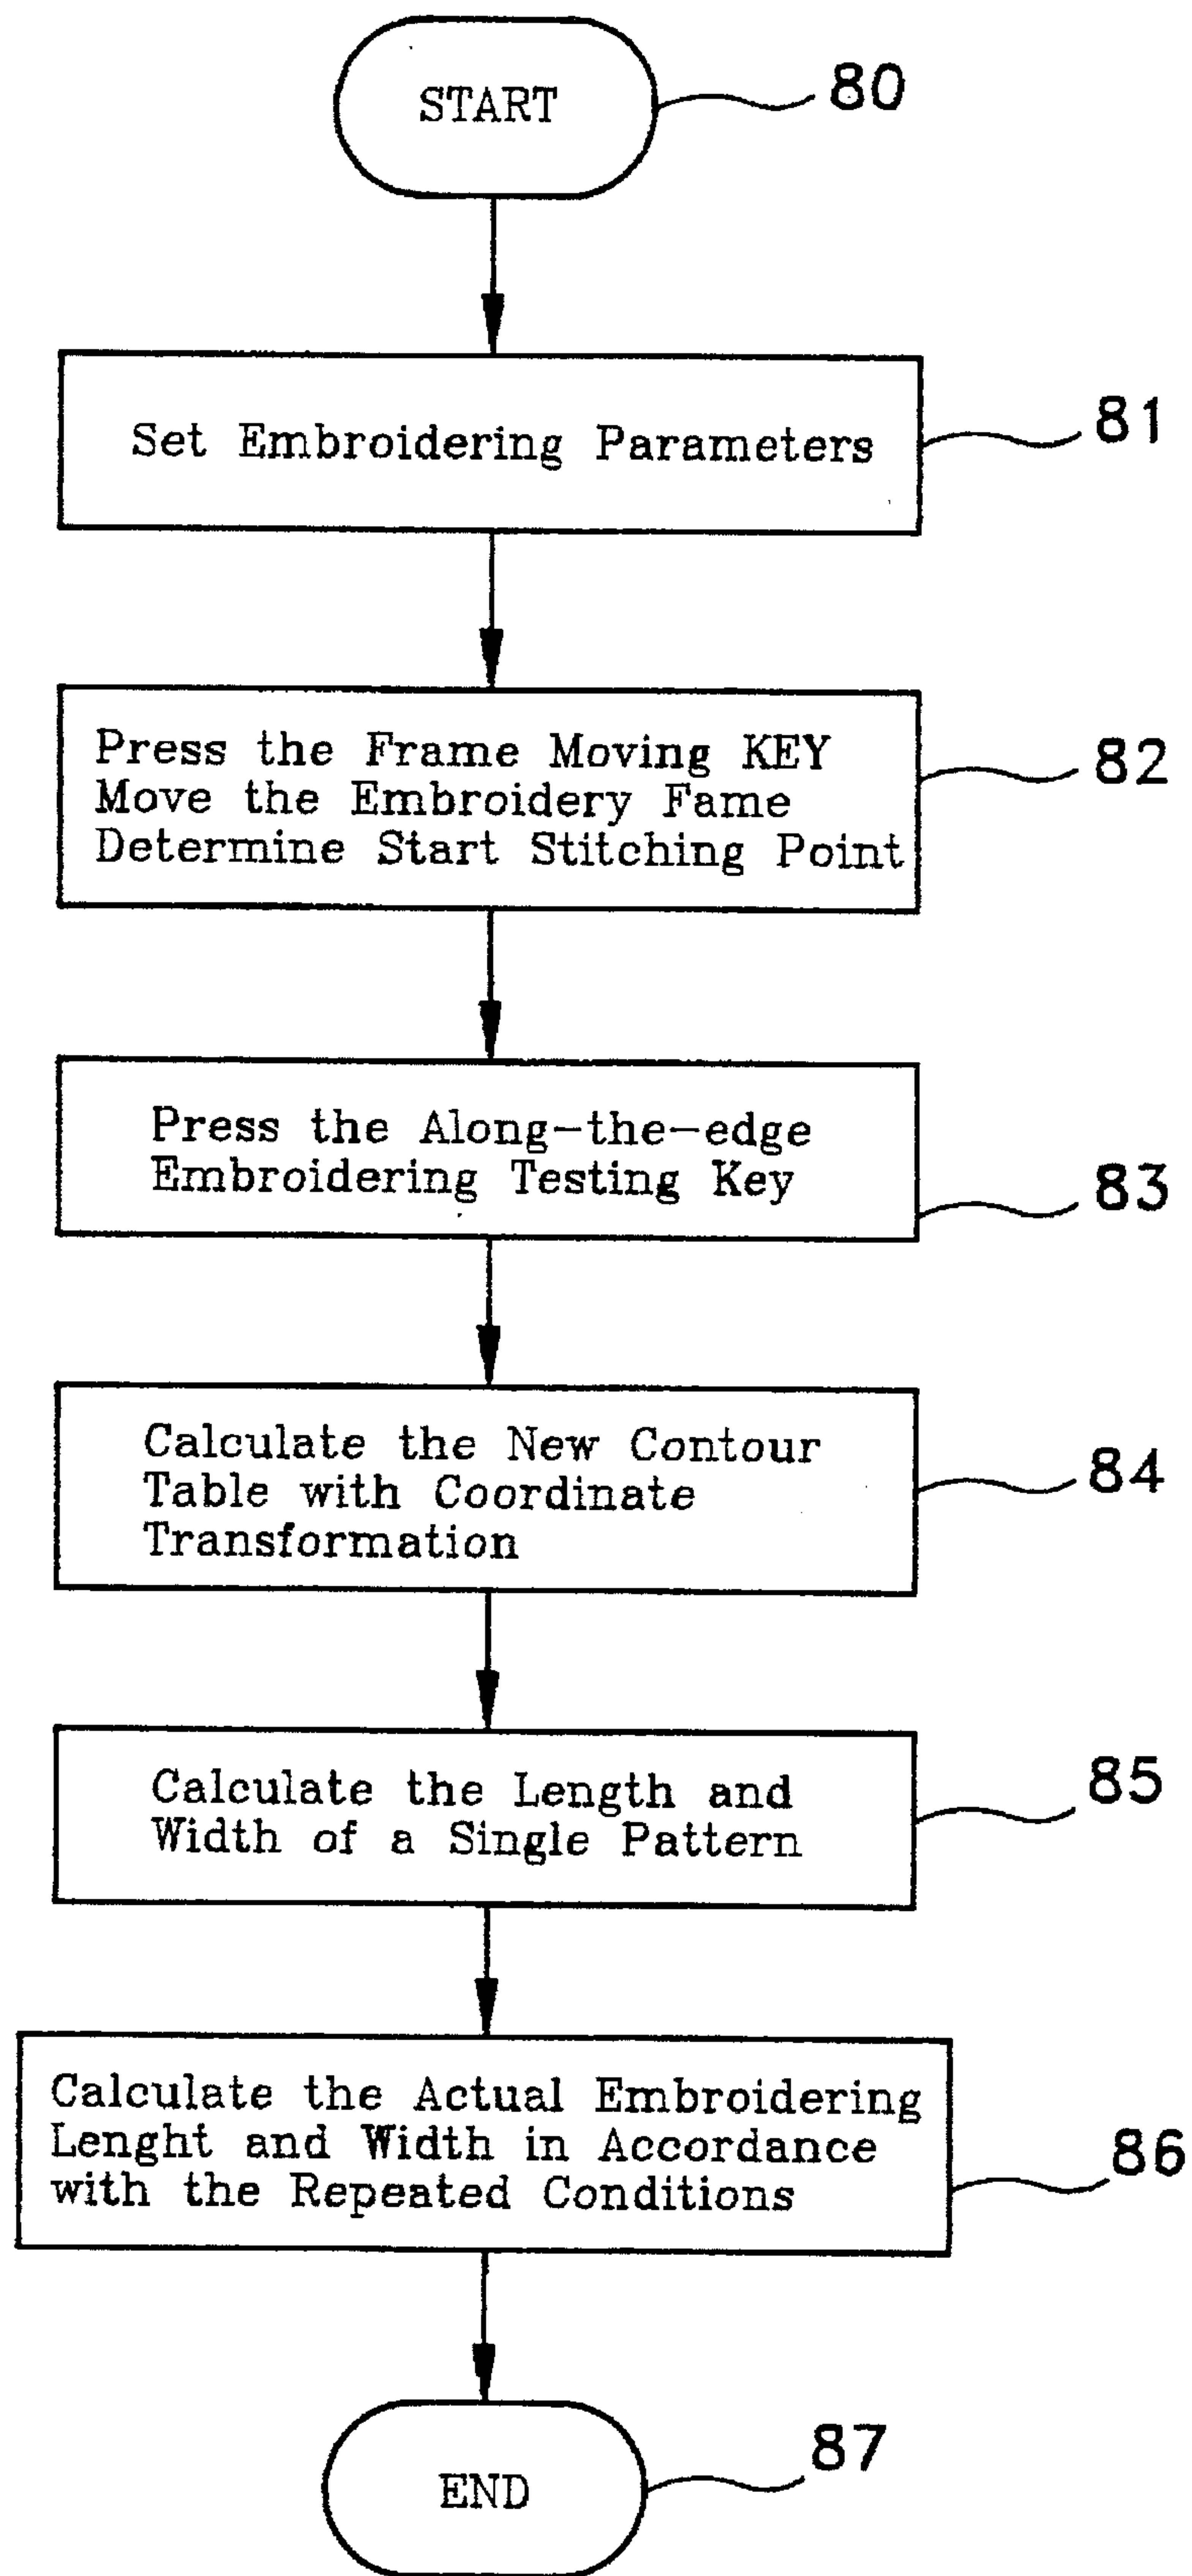 START
80
Set Embroidering Parameters
81
Press the Frame Moving KEY
Move the Embroidery Fame
Determine Start Stitching Point
82
Press the Along-the-edge
Embroidering Testing Key
83
Calculate the New Contour
Table with Coordinate
Transformation
84
Calculate the Length and
Width of a Single Pattern
85
Calculate the Actual Embroidering
Lenght and Width in Accordance
with the Repeated Conditions
86
END
87